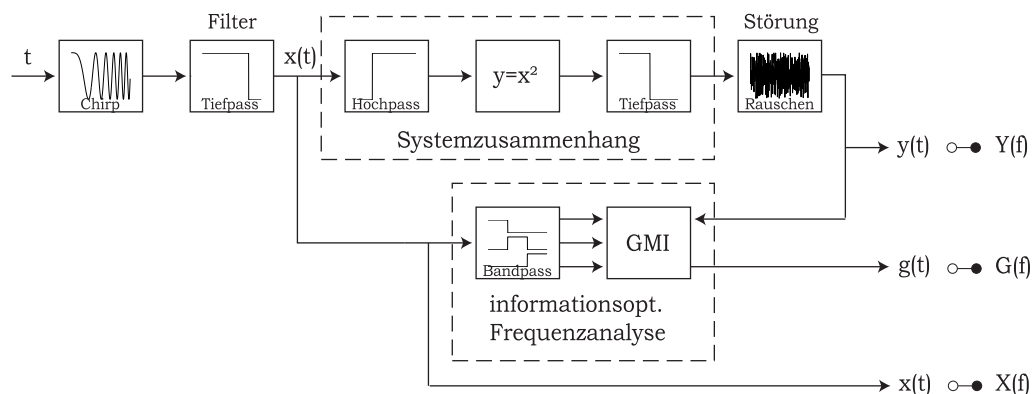 Filter
Störung
t
x(t)
y=x²
Chirp
Tiefpass
Hochpass
Tiefpass
Rauschen
Systemzusammenhang
y(t)
Y(f)
GMI
Bandpass
g(t)
G(f)
informationsopt.
Frequenzanalyse
x(t)
X(f)